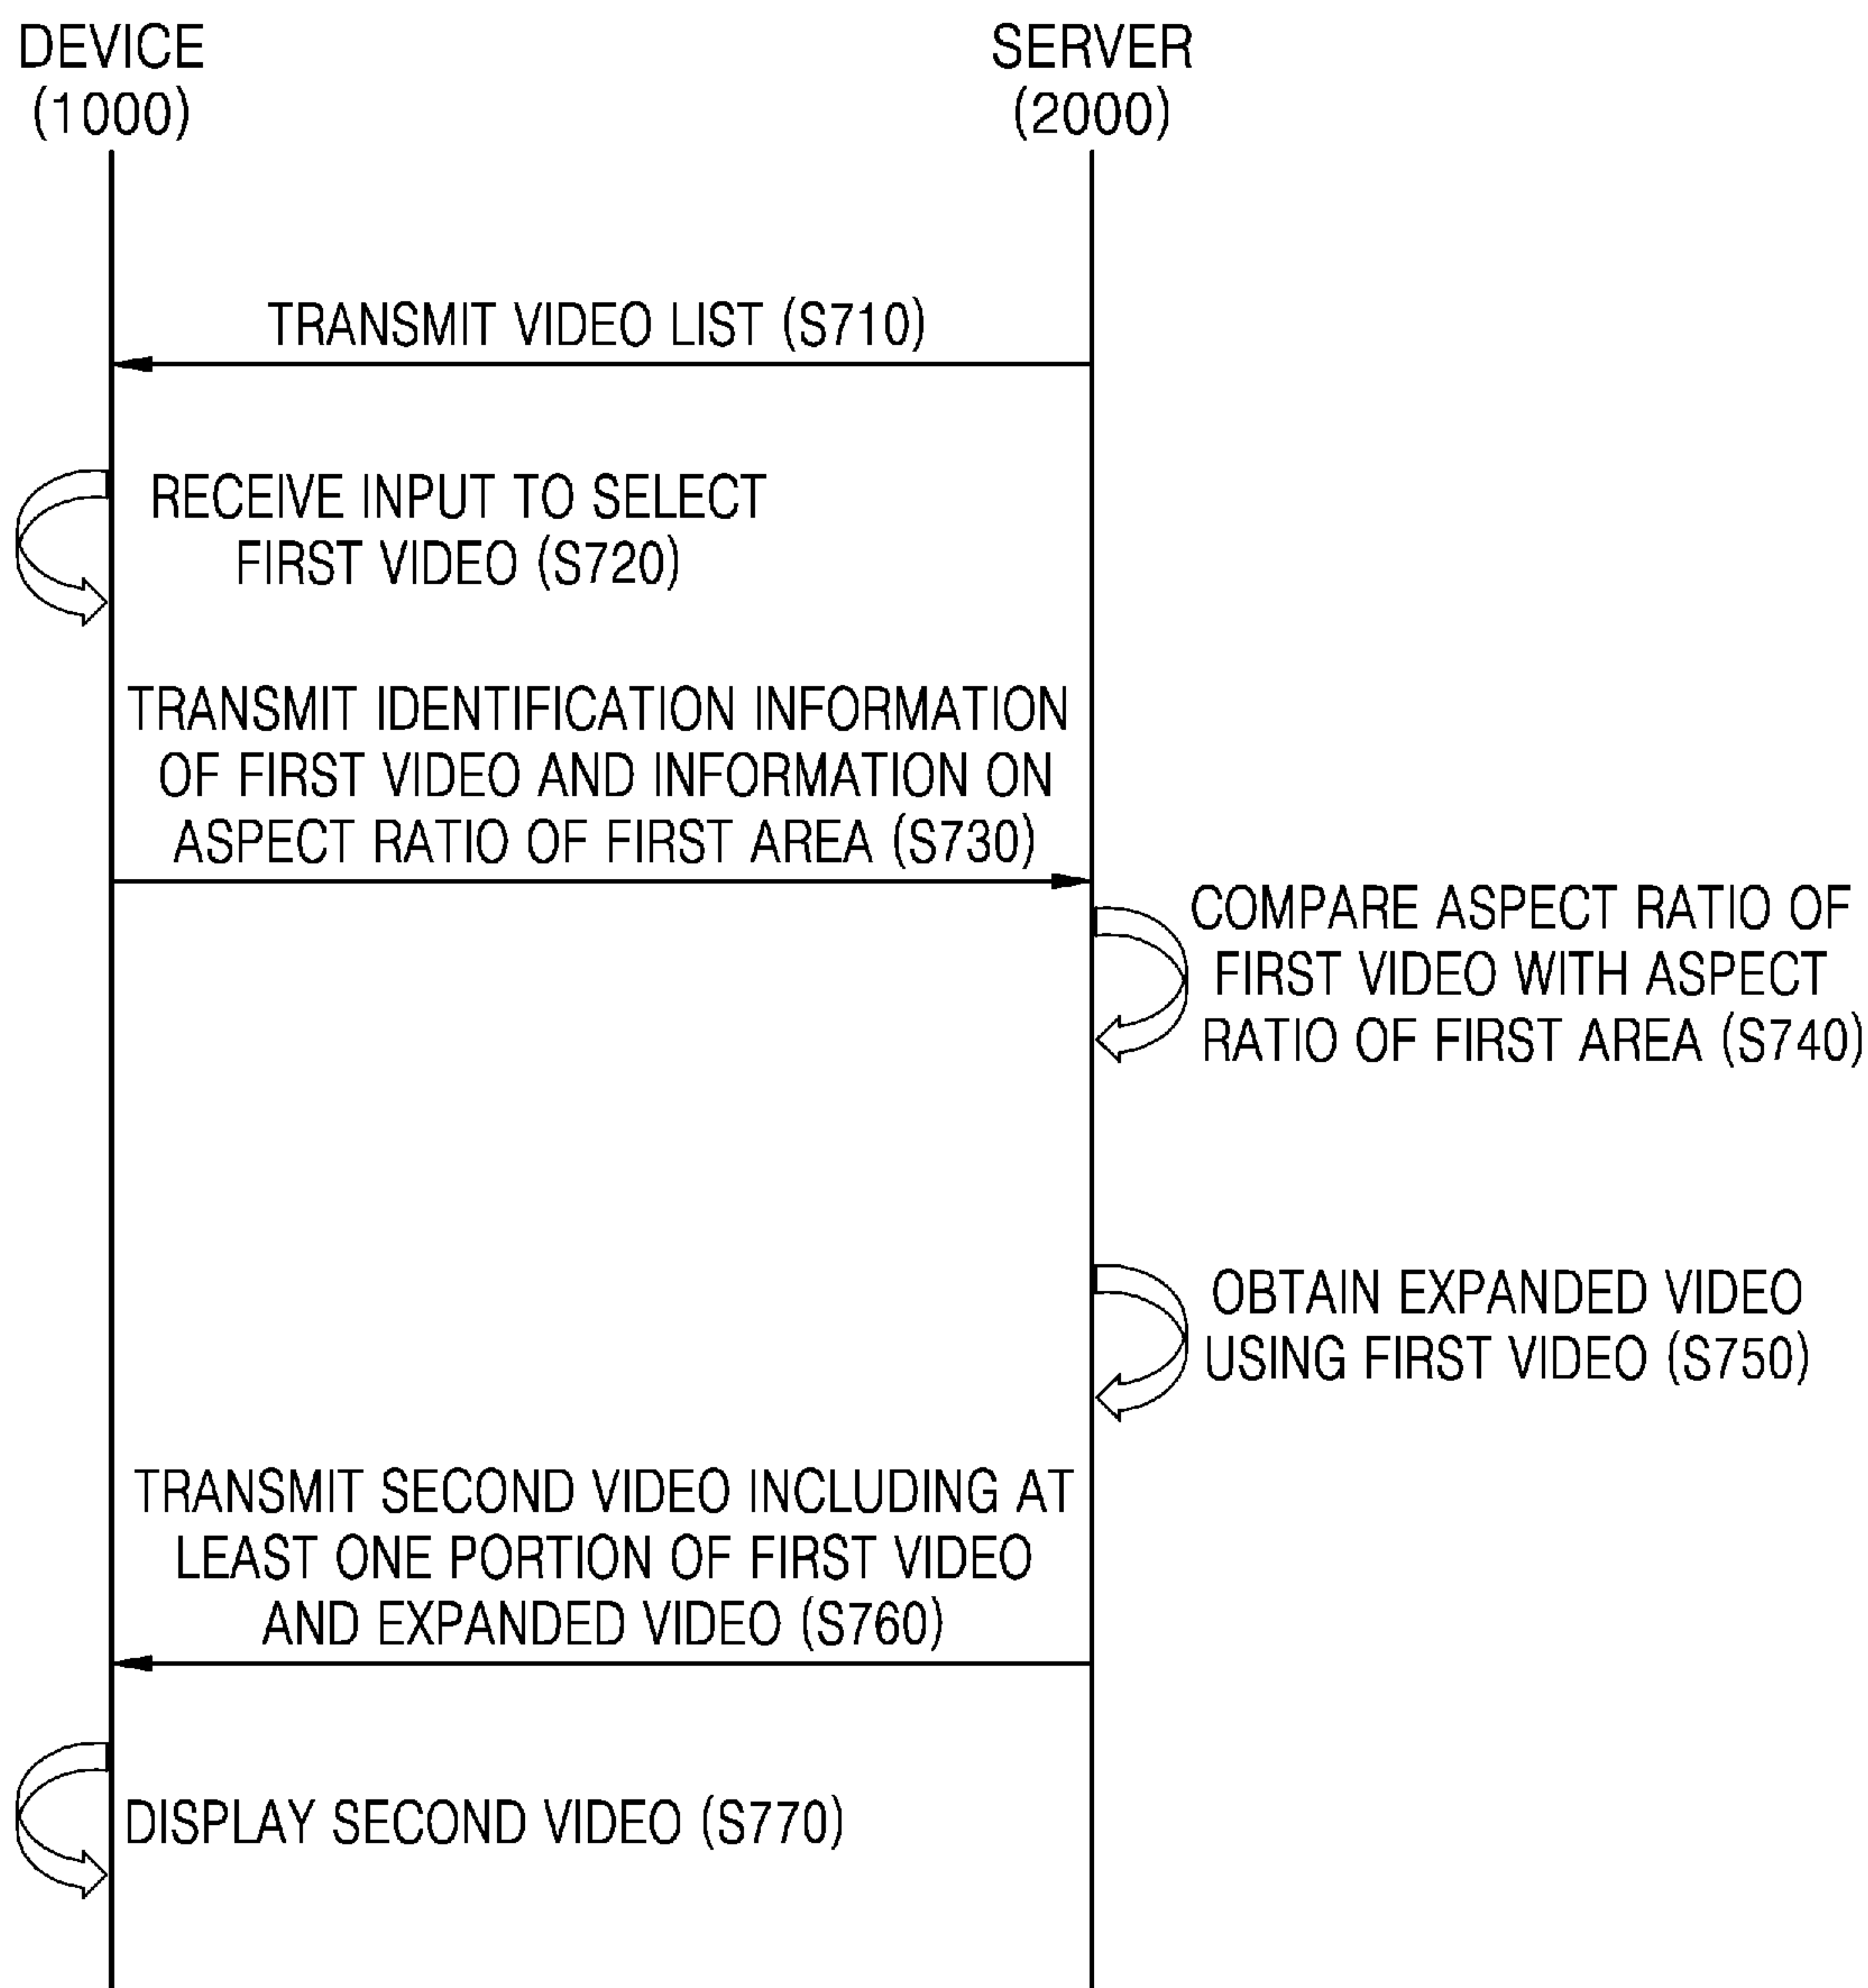 DEVICE
(1000)
SERVER
(2000)
TRANSMIT VIDEO LIST (S710)
RECEIVE INPUT TO SELECT
FIRST VIDEO (S720)
TRANSMIT IDENTIFICATION INFORMATION
OF FIRST VIDEO AND INFORMATION ON
ASPECT RATIO OF FIRST AREA (S730)
COMPARE ASPECT RATIO OF
FIRST VIDEO WITH ASPECT
RATIO OF FIRST AREA (S740)
OBTAIN EXPANDED VIDEO
USING FIRST VIDEO (S750)
TRANSMIT SECOND VIDEO INCLUDING AT
LEAST ONE PORTION OF FIRST VIDEO
AND EXPANDED VIDEO (S760)
DISPLAY SECOND VIDEO (S770)